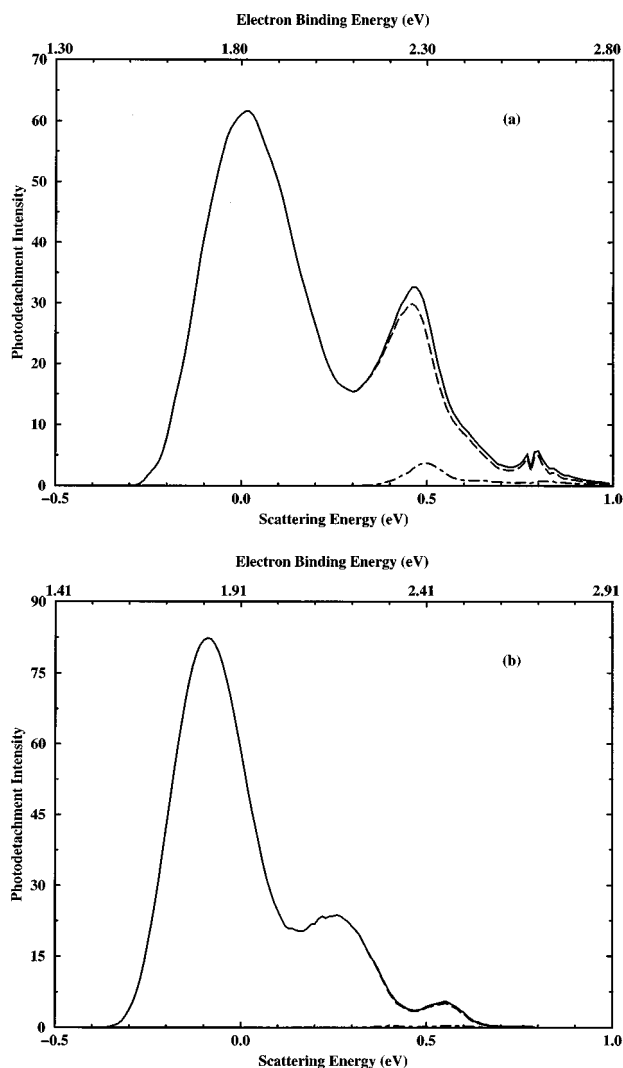 Electron Binding Energy (eV)
1.30 1.80 2.30 2.80
70
(a)
60
50
40
30
20
10
0
Photodetachment Intensity
−0.5 0.0 0.5 1.0
Scattering Energy (eV)
Electron Binding Energy (eV)
1.41 1.91 2.41 2.91
90
(b)
75
60
45
30
15
0
Photodetachment Intensity
−0.5 0.0 0.5 1.0
Scattering Energy (eV)